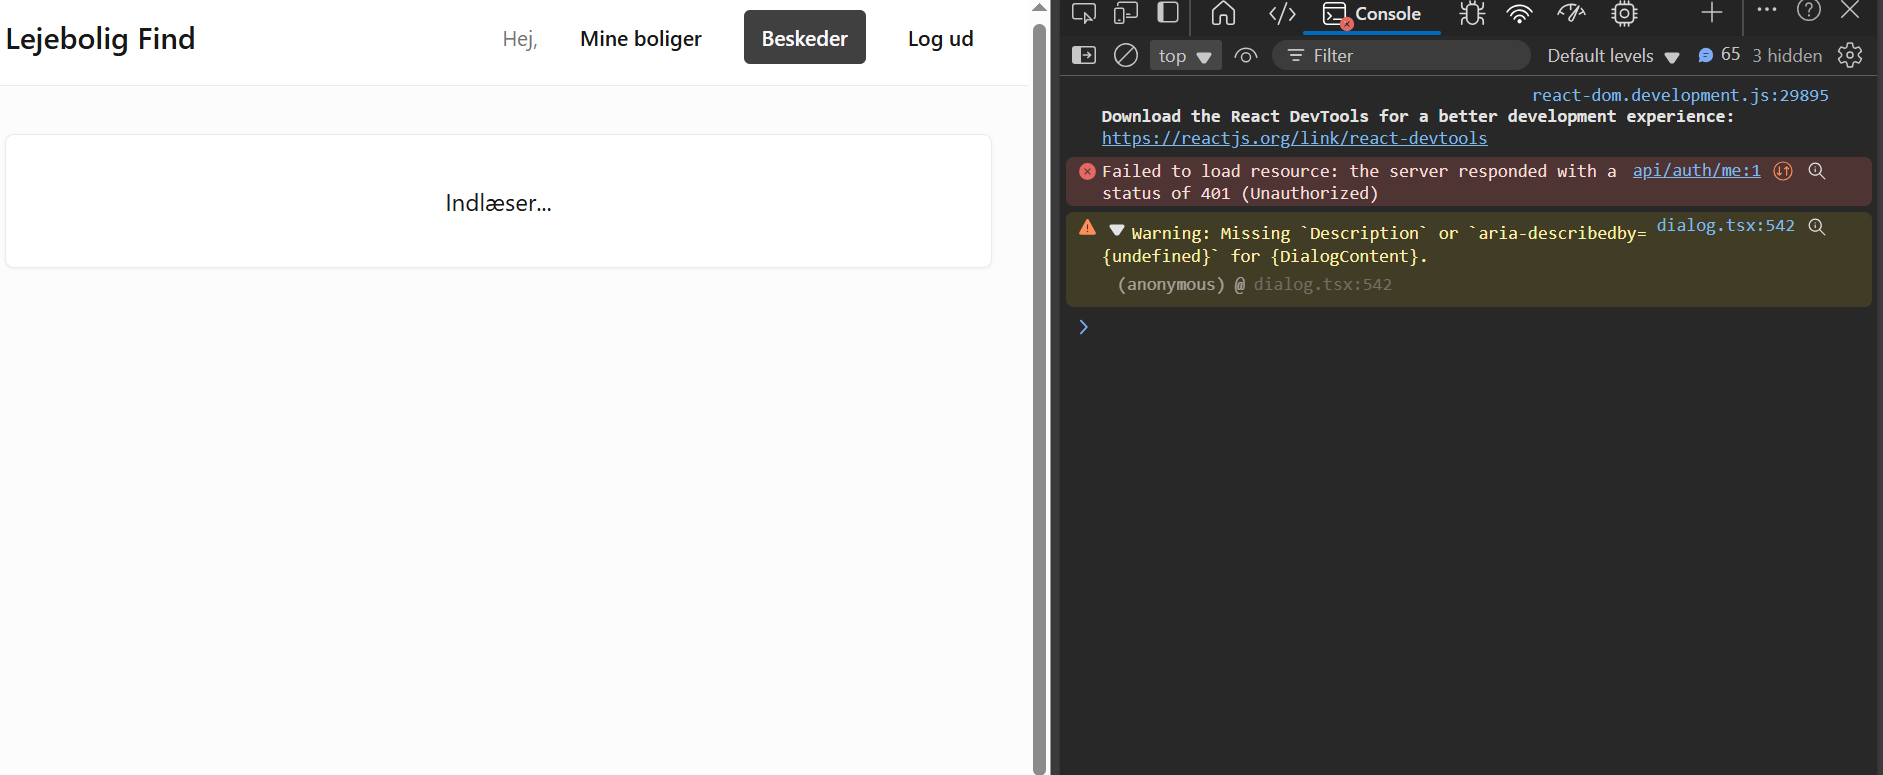 Lejebolig Find
Hej,
Mine boliger
Beskeder
Log ud
Indlæser...
Console
top
Filter
Default levels
65
3 hidden
react-dom.development.js:29895
Download the React DevTools for a better development experience:
https://reactjs.org/link/react-devtools
Failed to load resource: the server responded with a api/auth/me:1
status of 401 (Unauthorized)
Warning: Missing `Description` or `aria-describedby= dialog.tsx:542
{undefined}` for {DialogContent}.
(anonymous) @ dialog.tsx:542